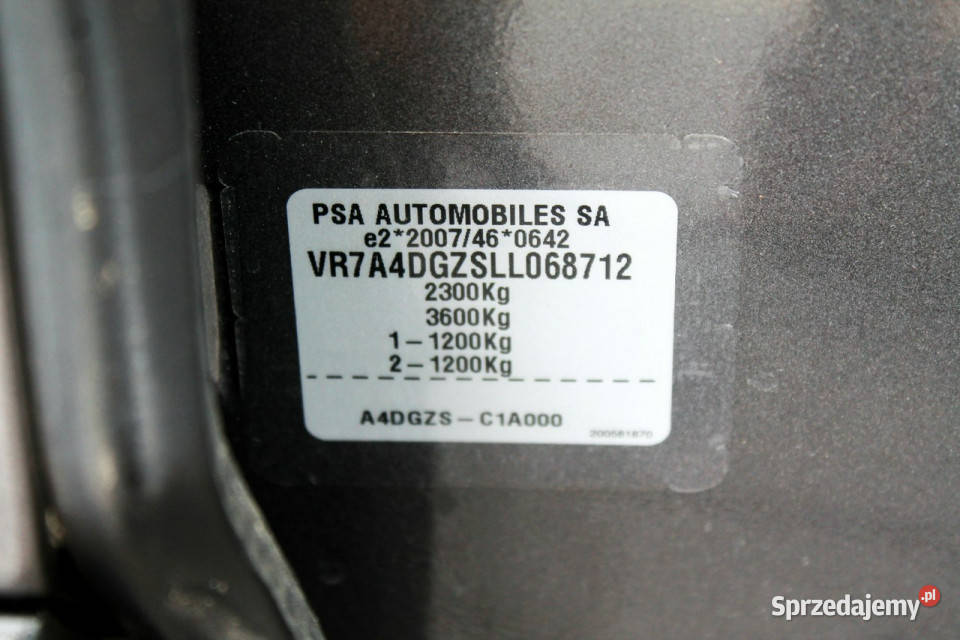 PSA AUTOMOBILES SA
e2*2007/46*0642
VR7A4DGZSLL068712
2300Kg
3600Kg
1-1200Kg
2-1200Kg
A4DGZS-C1A000
200581870
Sprzedajemy.pl